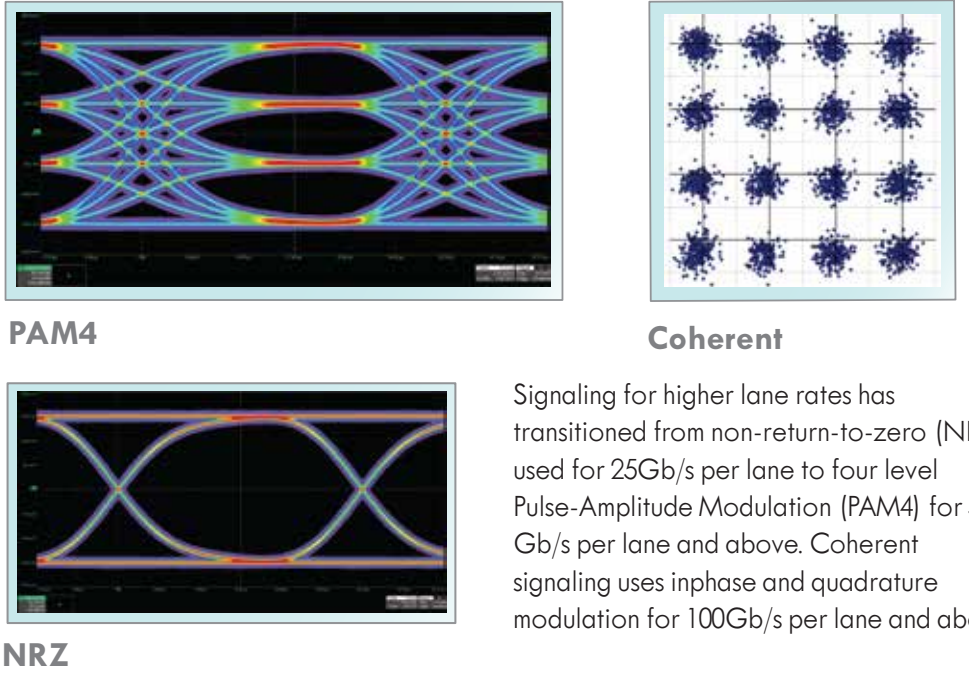 PAM4
Coherent
Signaling for higher lane rates has
transitioned from non-return-to-zero
used for 25Gb/s per lane to four level
Pulse-Amplitude Modulation (PAM4) for
Gb/s per lane and above. Coherent
signaling uses inphase and quadrature
modulation for 100Gb/s per lane and
NRZ